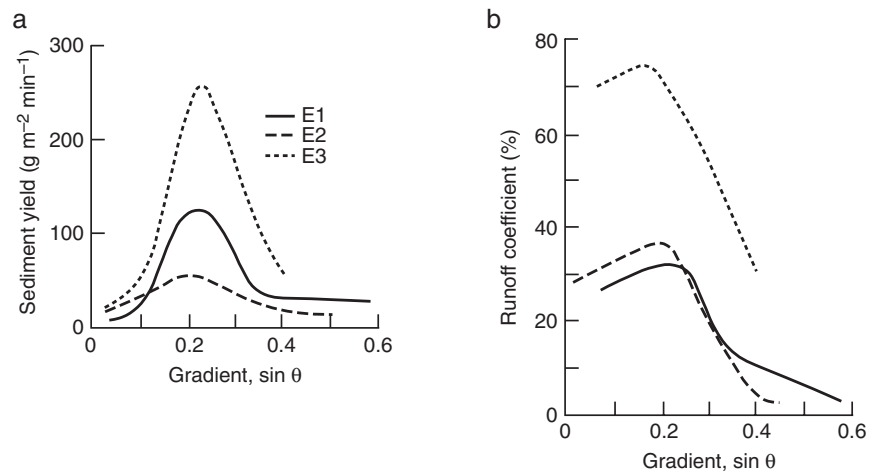 a
Sediment yield (g m⁻² min⁻¹)
300
200
100
0
0
0.2
0.4
0.6
Gradient, sin θ
E1
E2
E3
b
Runoff coefficient (%)
80
60
40
20
0
0
0.2
0.4
0.6
Gradient, sin θ